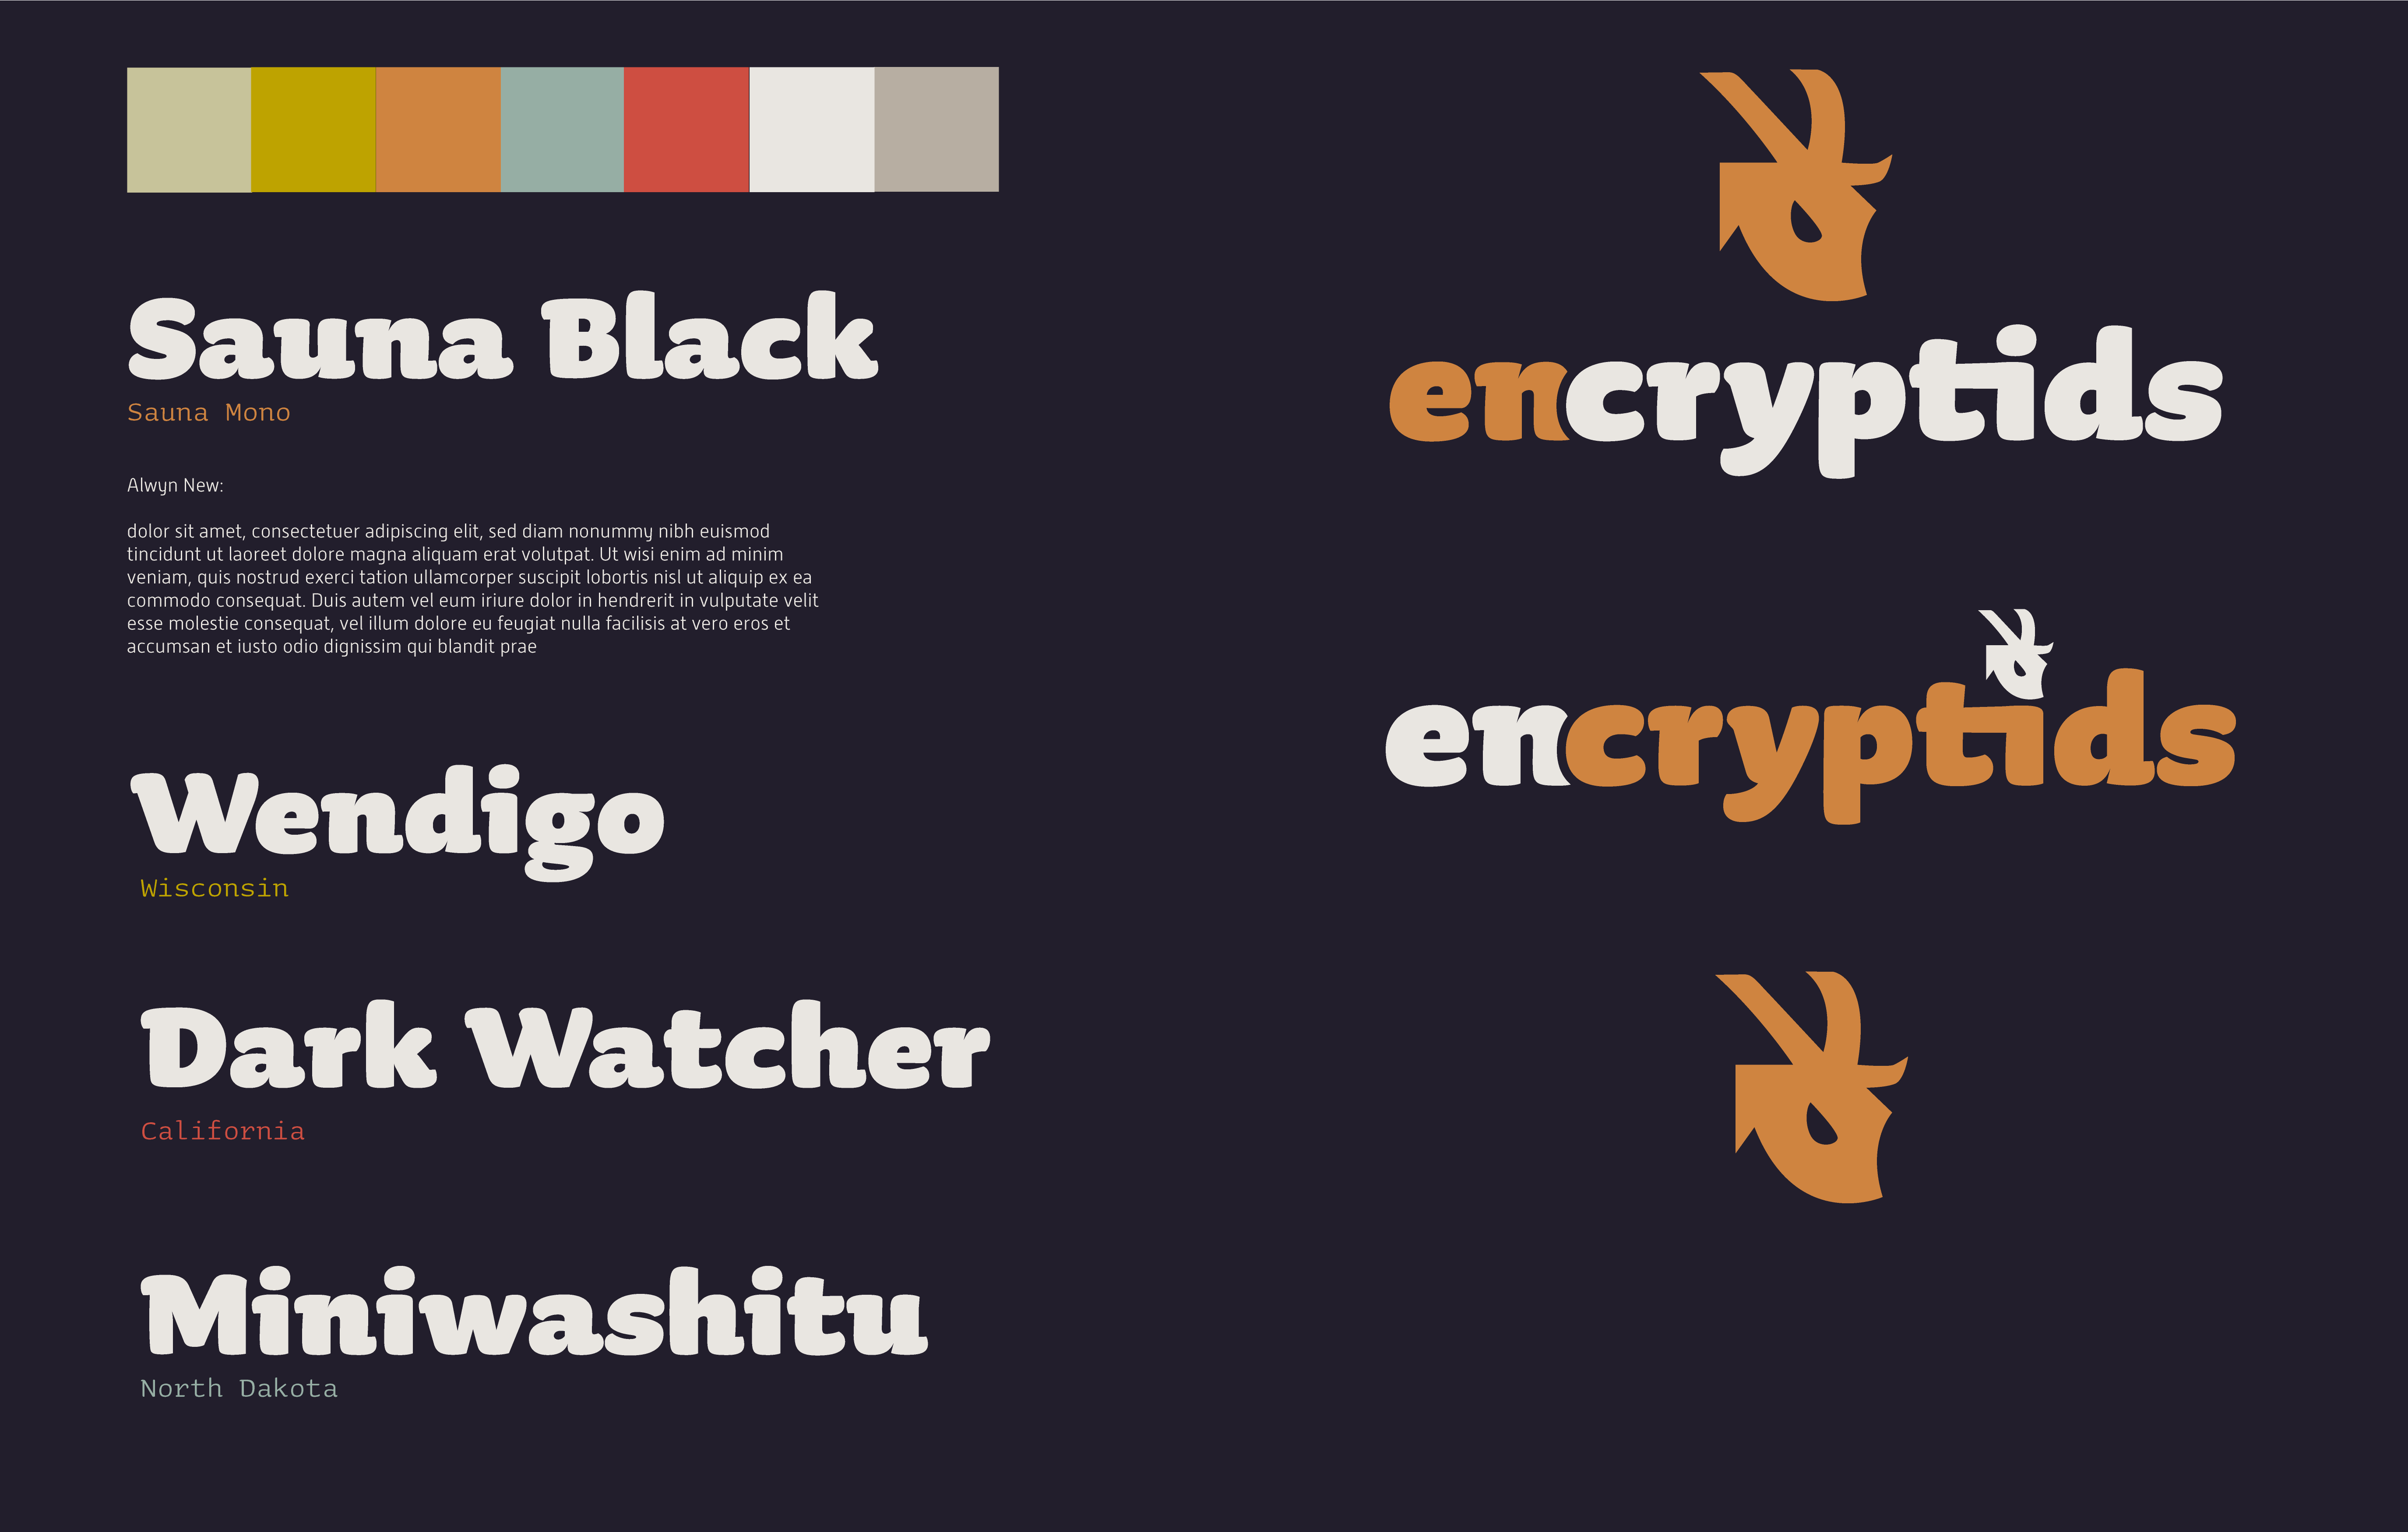 Sauna Black
Sauna Mono
Alwyn New:
dolor sit amet, consectetuer adipiscing elit, sed diam nonummy nibh euismod
tincidunt ut laoreet dolore magna aliquam erat volutpat. Ut wisi enim ad minim
veniam, quis nostrud exerci tation ullamcorper suscipit lobortis nisl ut aliquip ex ea
commodo consequat. Duis autem vel eum iriure dolor in hendrerit in vulputate velit
esse molestie consequat, vel illum dolore eu feugiat nulla facilisis at vero eros et
accumsan et iusto odio dignissim qui blandit prae
Wendigo
Wisconsin
Dark Watcher
California
Miniwashitu
North Dakota
encryptids
encryptids